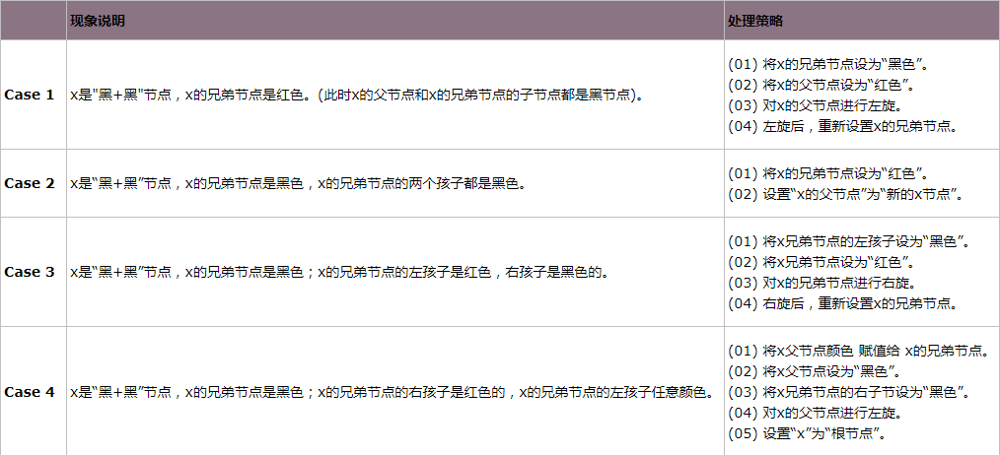 现象说明 处理策略
Case 1 x是"黑+黑"节点，x的兄弟节点是红色。(此时x的父节点和x的兄弟节点的子节点都是黑节点)。
(01) 将x的兄弟节点设为“黑色”。
(02) 将x的父节点设为“红色”。
(03) 对x的父节点进行左旋。
(04) 左旋后，重新设置x的兄弟节点。
Case 2 x是“黑+黑”节点，x的兄弟节点是黑色，x的兄弟节点的两个孩子都是黑色。
(01) 将x的兄弟节点设为“红色”。
(02) 设置“x的父节点”为“新的x节点”。
Case 3 x是“黑+黑”节点，x的兄弟节点是黑色；x的兄弟节点的左孩子是红色，右孩子是黑色的。
(01) 将x兄弟节点的左孩子设为“黑色”。
(02) 将x兄弟节点设为“红色”。
(03) 对x的兄弟节点进行右旋。
(04) 右旋后，重新设置x的兄弟节点。
Case 4 x是“黑+黑”节点，x的兄弟节点是黑色；x的兄弟节点的右孩子是红色的，x的兄弟节点的左孩子任意颜色。
(01) 将x父节点颜色 赋值给 x的兄弟节点。
(02) 将x父节点设为“黑色”。
(03) 将x兄弟节点的右子节设为“黑色”。
(04) 对x的父节点进行左旋。
(05) 设置“x”为“根节点”。